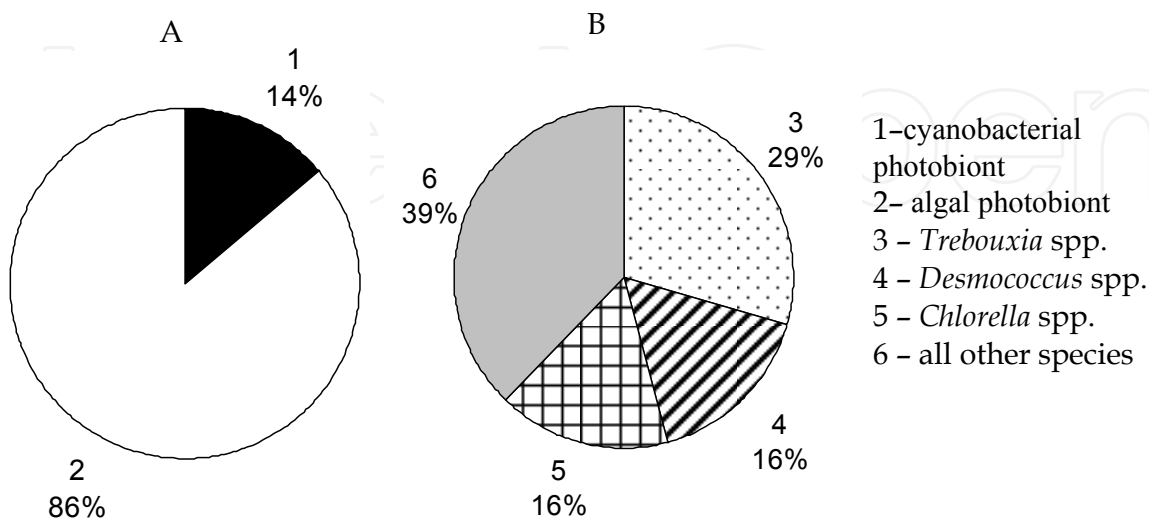 A
1
14%
2
86%
B
3
29%
6
39%
5
16%
4
16%
1–cyanobacterial
photobiont
2– algal photobiont
3 – Trebouxia spp.
4 – Desmococcus spp.
5 – Chlorella spp.
6 – all other species